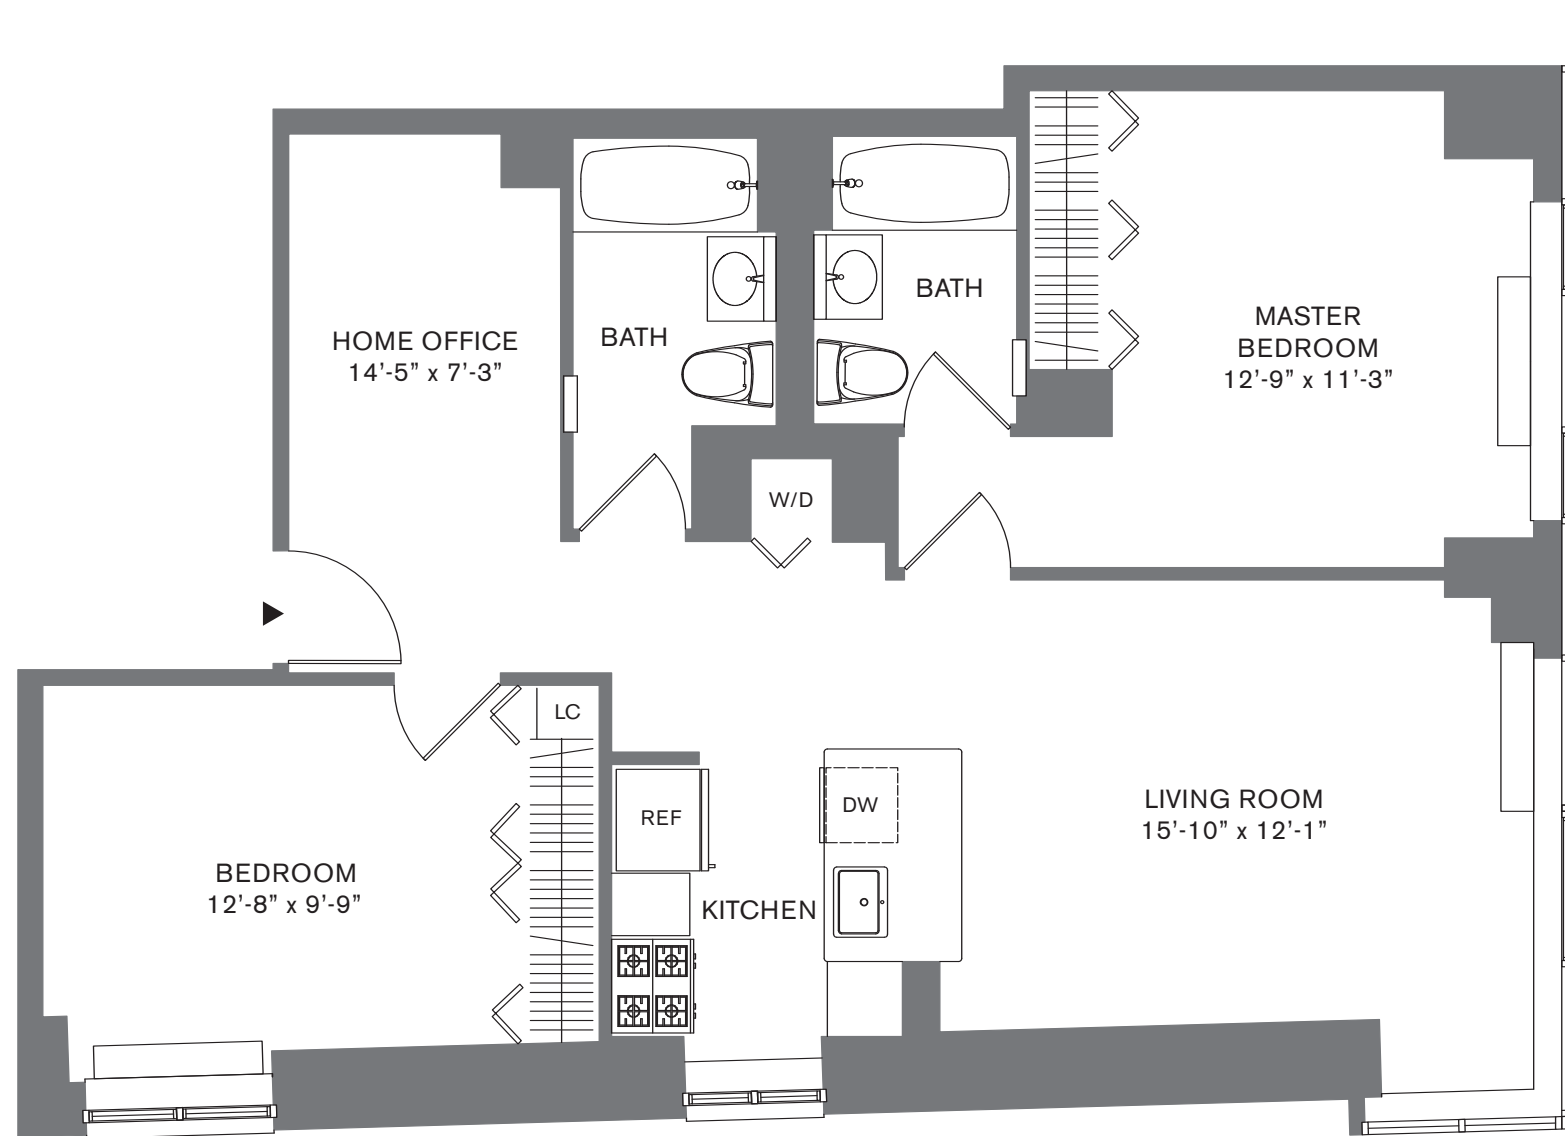 HOME OFFICE
14’-5” x 7’-3”
BATH
BATH
MASTER
BEDROOM
12’-9” x 11’-3”
W/D
LC
REF
DW
LIVING ROOM
15’-10” x 12’-1”
BEDROOM
12’-8” x 9’-9”
KITCHEN